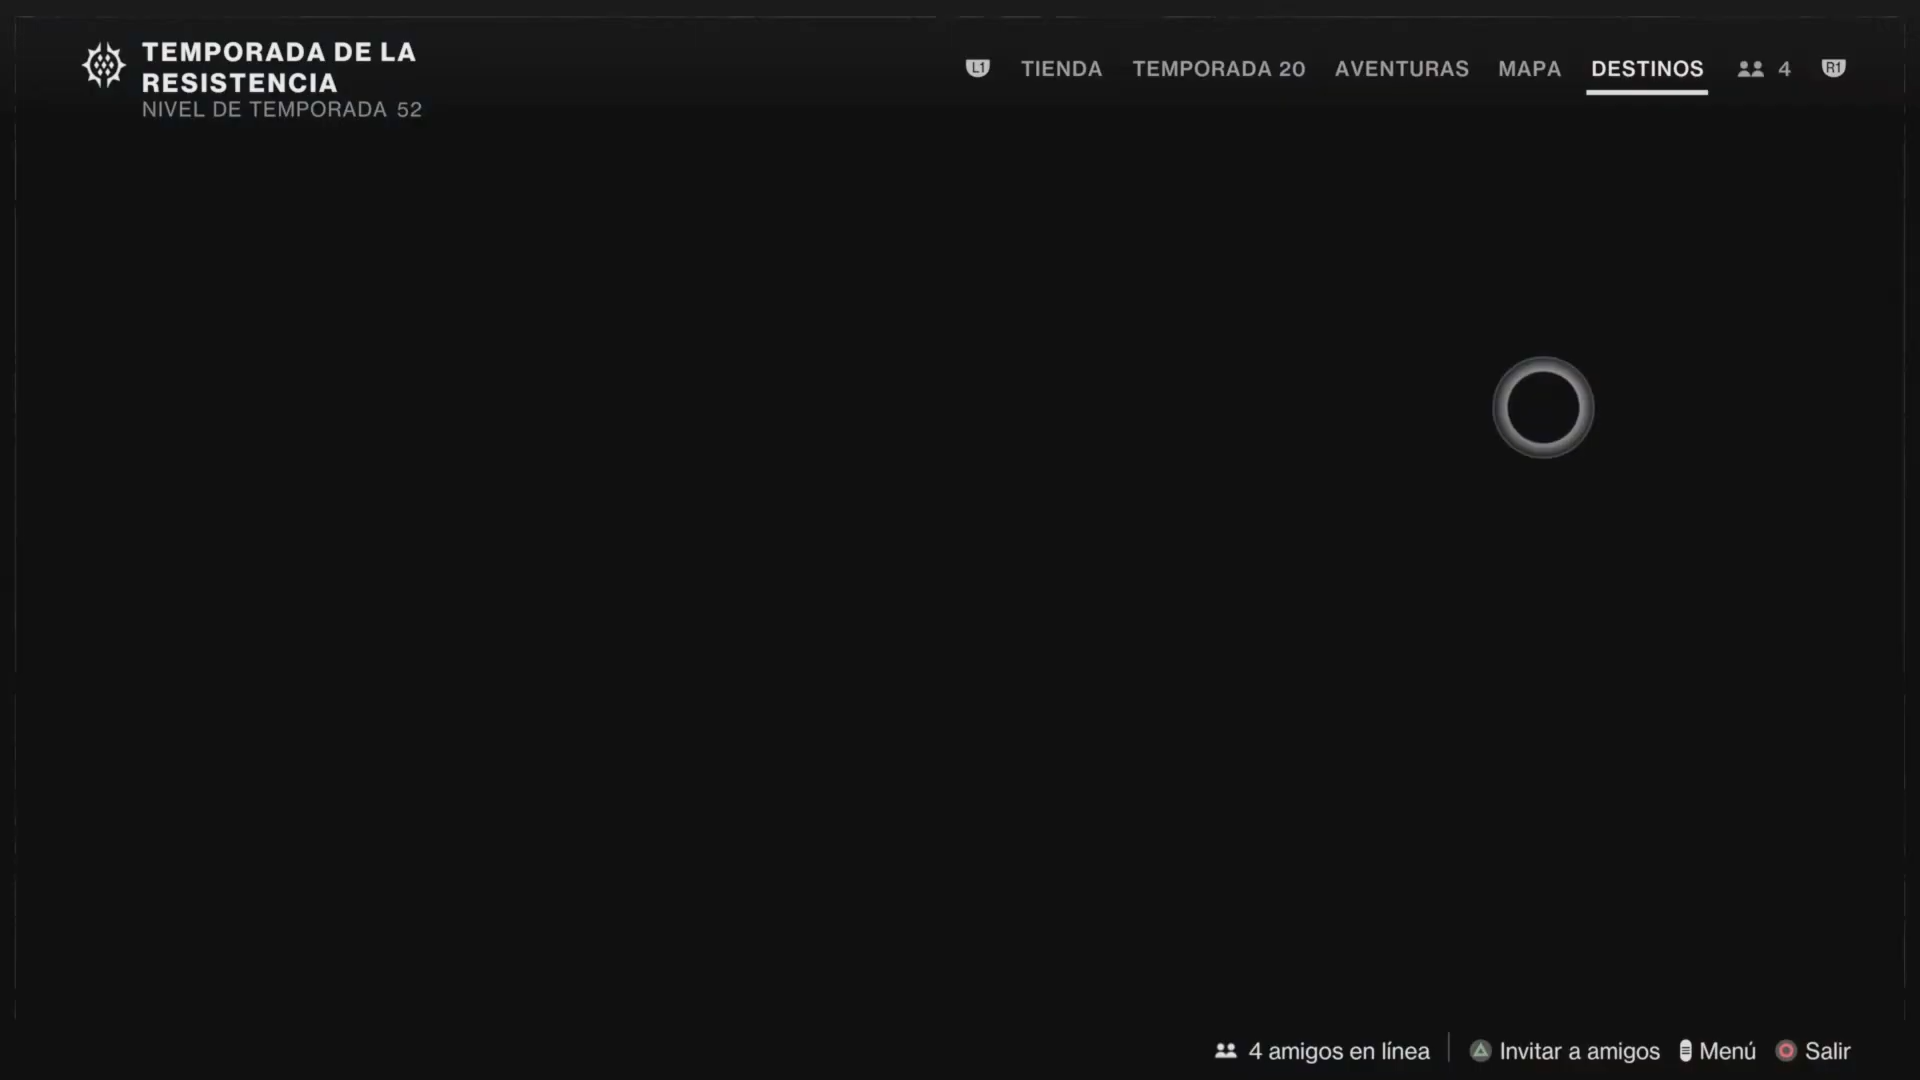 TEMPORADA DE LA
RESISTENCIA
NIVEL DE TEMPORADA 52
L1 TIENDA TEMPORADA 20 AVENTURAS MAPA DESTINOS 4 R1
4 amigos en línea Invitar a amigos Menú Salir